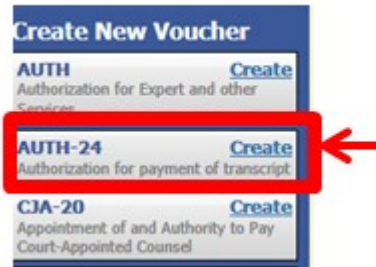 Create New Voucher
AUTH Create
Authorization for Expert and other
Services
AUTH-24 Create
Authorization for payment of transcript
CJA-20 Create
Appointment of and Authority to Pay
Court-Appointed Counsel